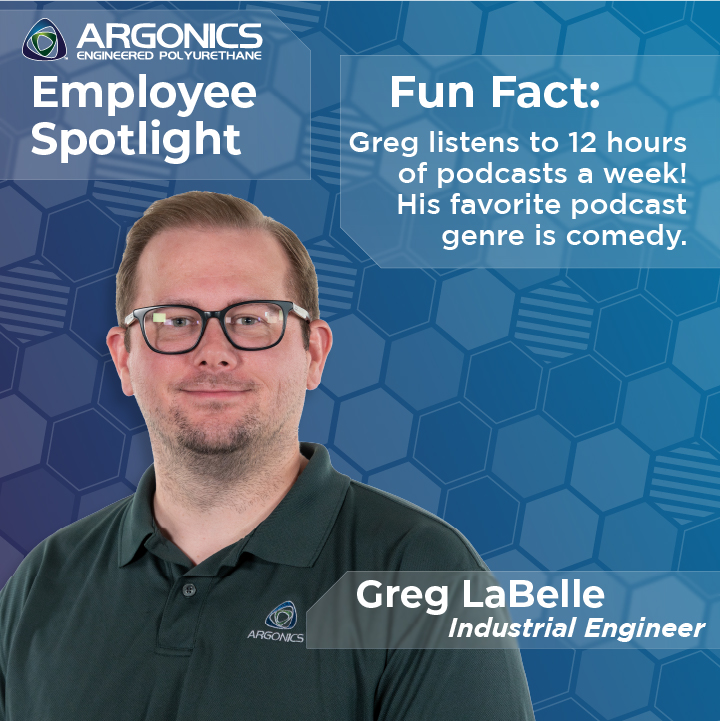 ARGONICS
ENGINEERED POLYURETHANE
Employee
Spotlight
Fun Fact:
Greg listens to 12 hours
of podcasts a week!
His favorite podcast
genre is comedy.
ARGONICS
Greg LaBelle
Industrial Engineer